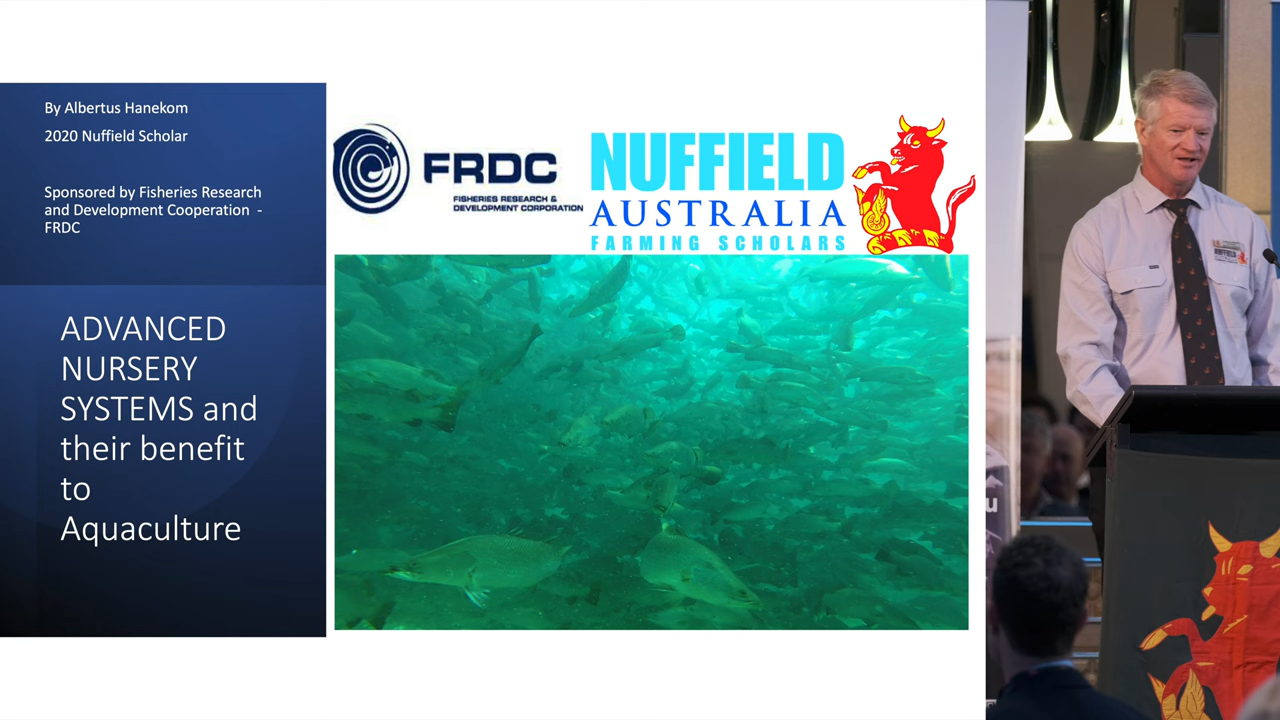 By Albertus Hanekom
2020 Nuffield Scholar
Sponsored by Fisheries Research
and Development Cooperation -
FRDC
ADVANCED
NURSERY
SYSTEMS and
their benefit
to
Aquaculture
FRDC
FISHERIES RESEARCH &
DEVELOPMENT CORPORATION
NUFFIELD
AUSTRALIA
FARMING SCHOLARS
NUFFIELD
u